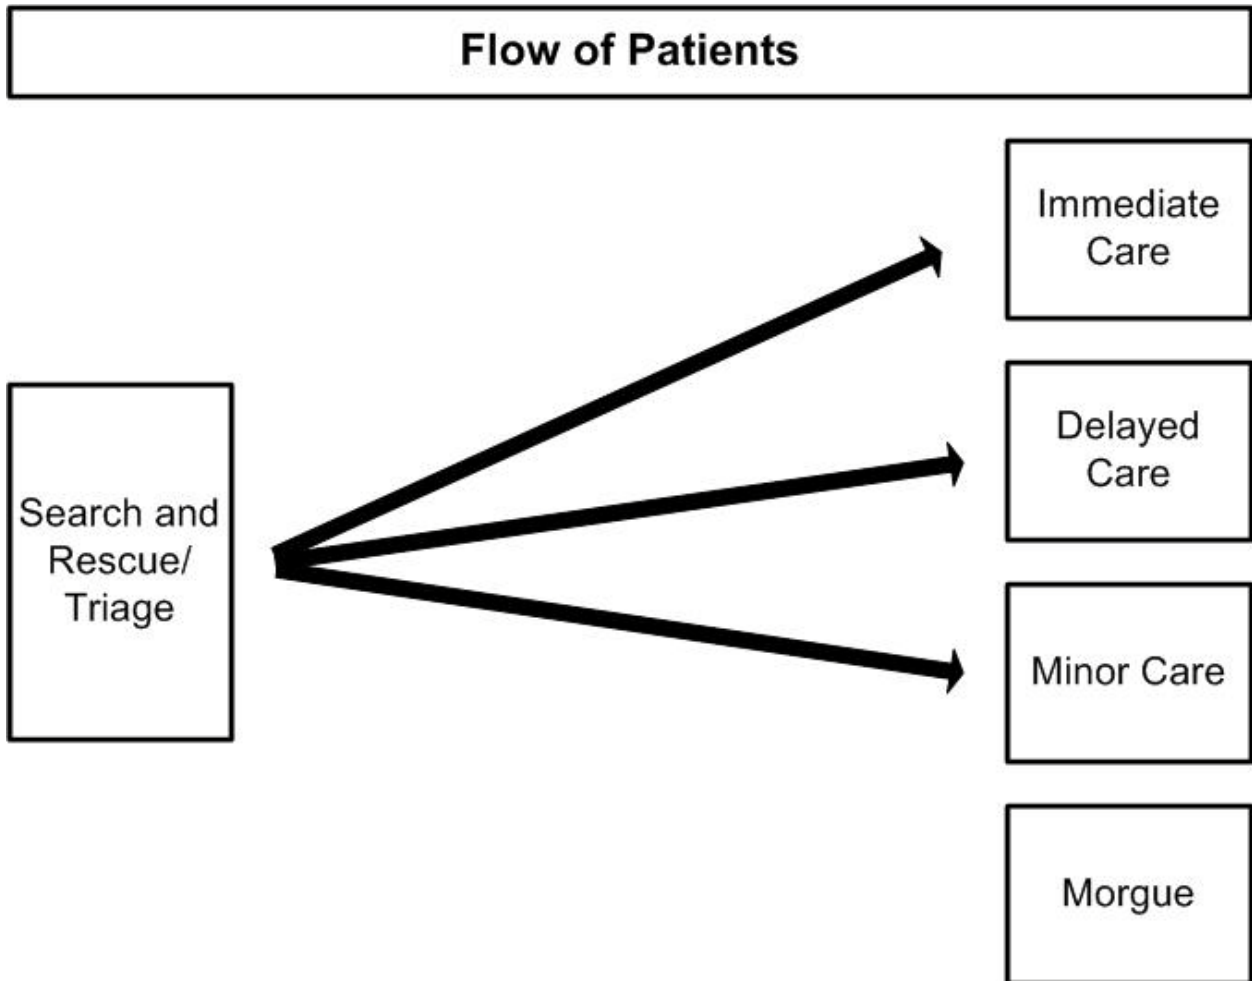 Flow of Patients
Immediate
Care
Delayed
Care
Search and
Rescue/
Triage
Minor Care
Morgue